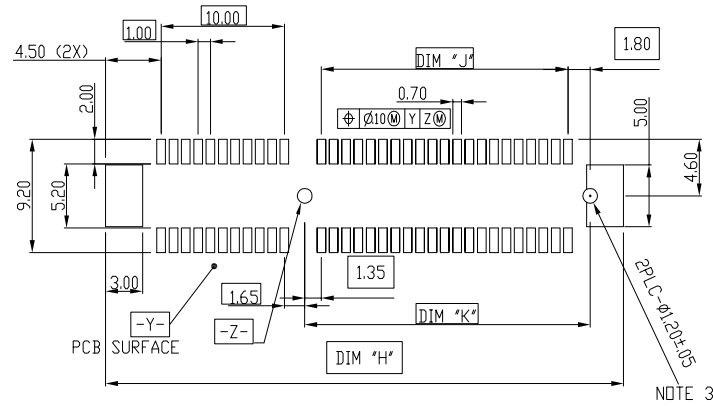 10.00
1.00
4.50 (2X)
DIM "J"
1.80
2.00
0.70
⌖ Ø10Ⓜ Y ZⓂ
5.00
9.20
5.20
4.60
3.00
1.65
1.35
-Y-
-Z-
DIM "K"
2PLC-Ø1.20±.05
PCB SURFACE
DIM "H"
NOTE 3